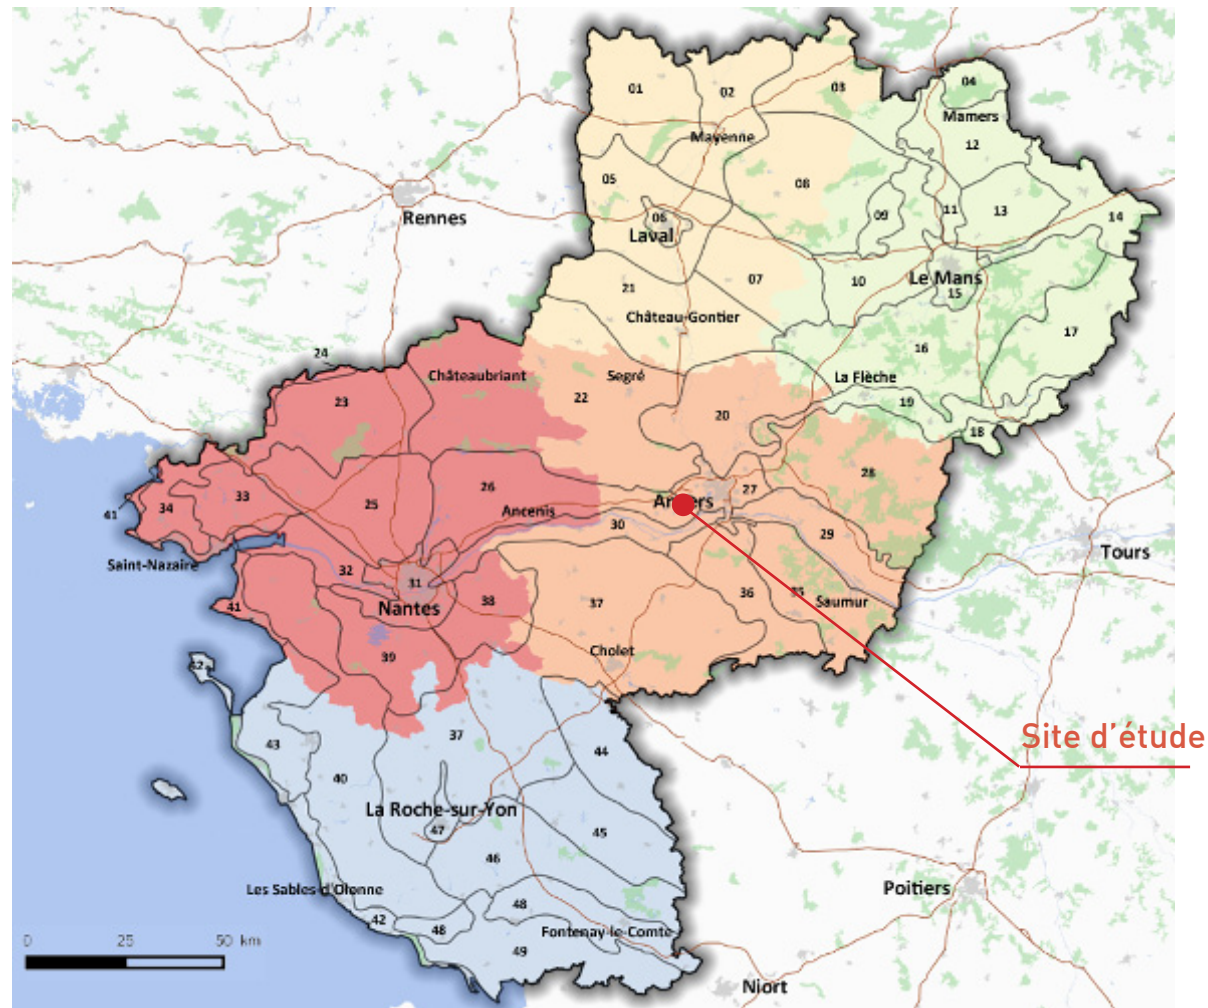 01
02
03
04
Mamers
Mayenne
12
05
08
Rennes
06
09
11
13
14
Laval
07
10
Le Mans
21
15
Château-Gontier
17
24
16
Châteaubriant
Segré
La Flèche
23
22
20
19
18
28
33
26
27
34
25
Ancenis
Angers
41
30
29
Tours
Saint-Nazaire
32
31
38
37
36
35
Saumur
41
Nantes
39
Cholet
42
43
37
44
Site d'étude
40
La Roche-sur-Yon
47
45
46
Les Sables-d'Olonne
48
Poitiers
42
48
Fontenay-le-Comte
49
0 25 50 km
Niort